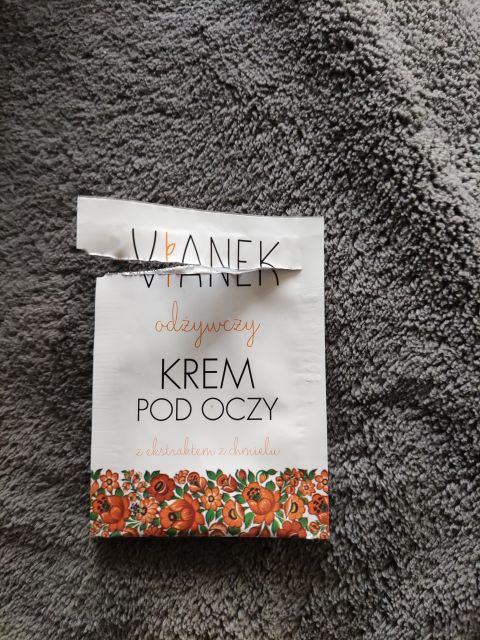 VIANEK
odżywczy
KREM
POD OCZY
z ekstraktem z chmielu